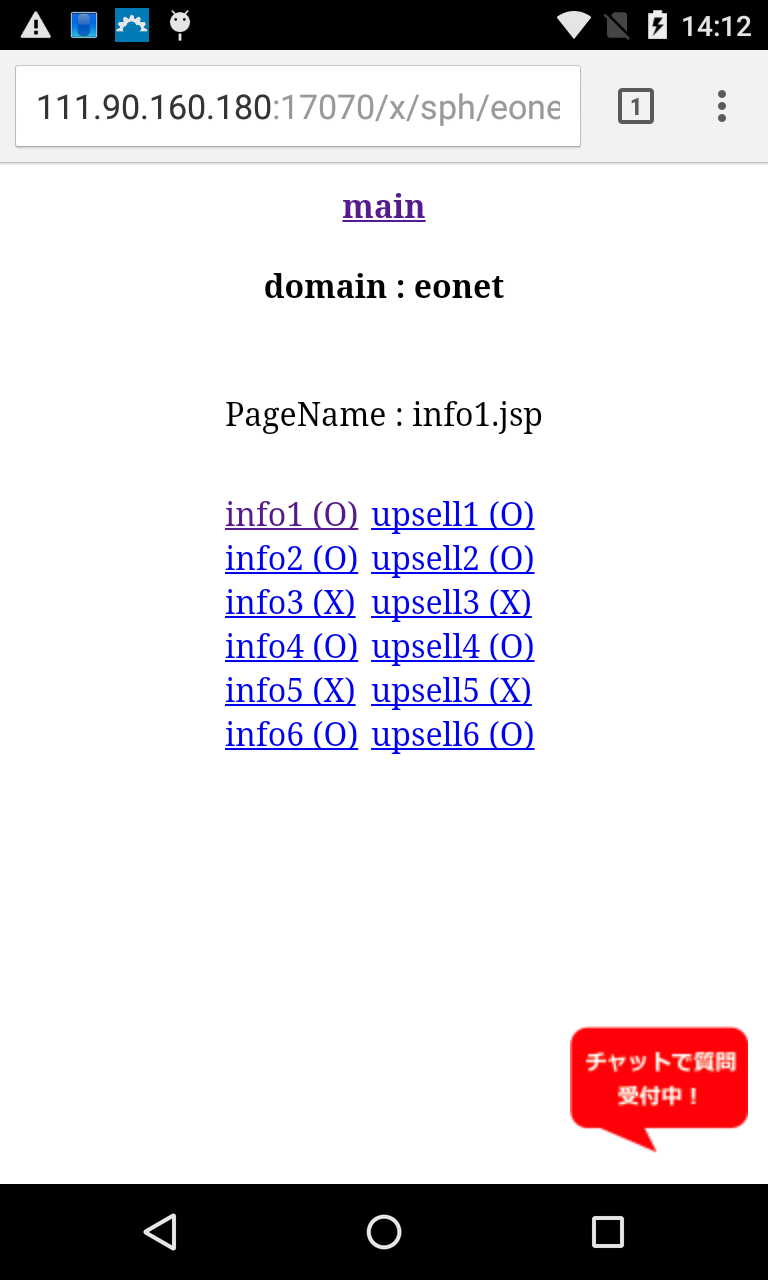 14:12
111.90.160.180:17070/x/sph/eone
1
main
domain : eonet
PageName : info1.jsp
info1 (O) upsell1 (O)
info2 (O) upsell2 (O)
info3 (X) upsell3 (X)
info4 (O) upsell4 (O)
info5 (X) upsell5 (X)
info6 (O) upsell6 (O)
チャットで質問
受付中！